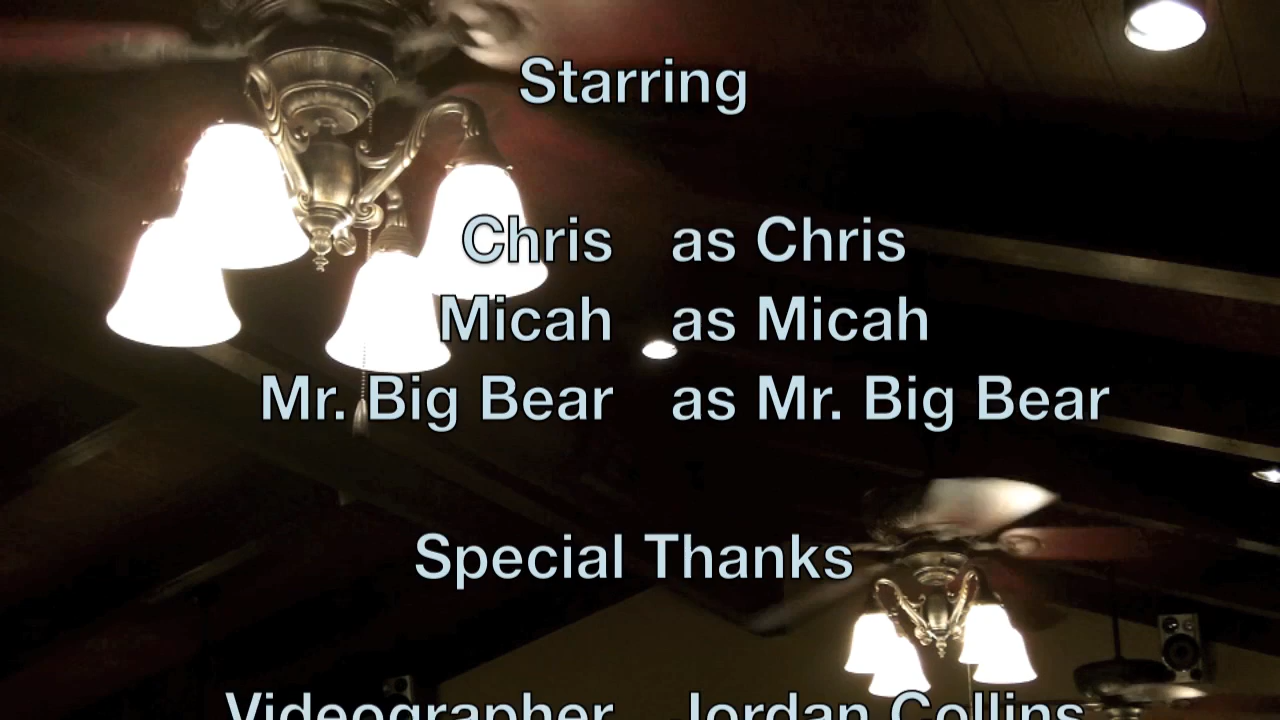 Starring
Chris as Chris
Micah as Micah
Mr. Big Bear as Mr. Big Bear
Special Thanks
Videographer Jordan Collins